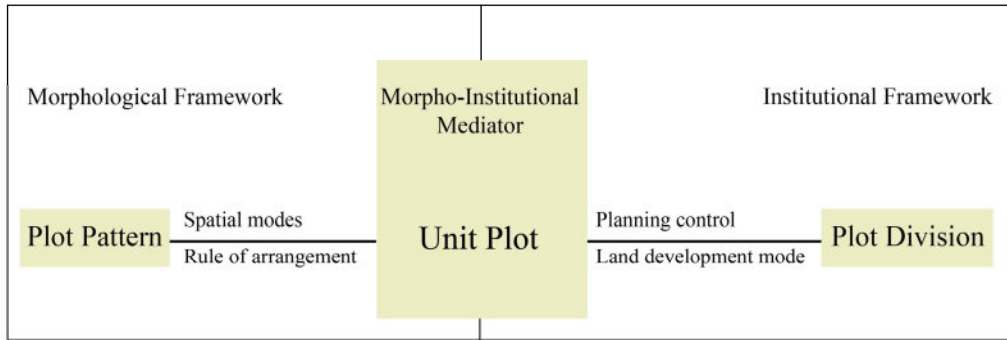 Morphological Framework
Morpho-Institutional
Mediator
Institutional Framework
Plot Pattern
Spatial modes
Rule of arrangement
Unit Plot
Planning control
Land development mode
Plot Division